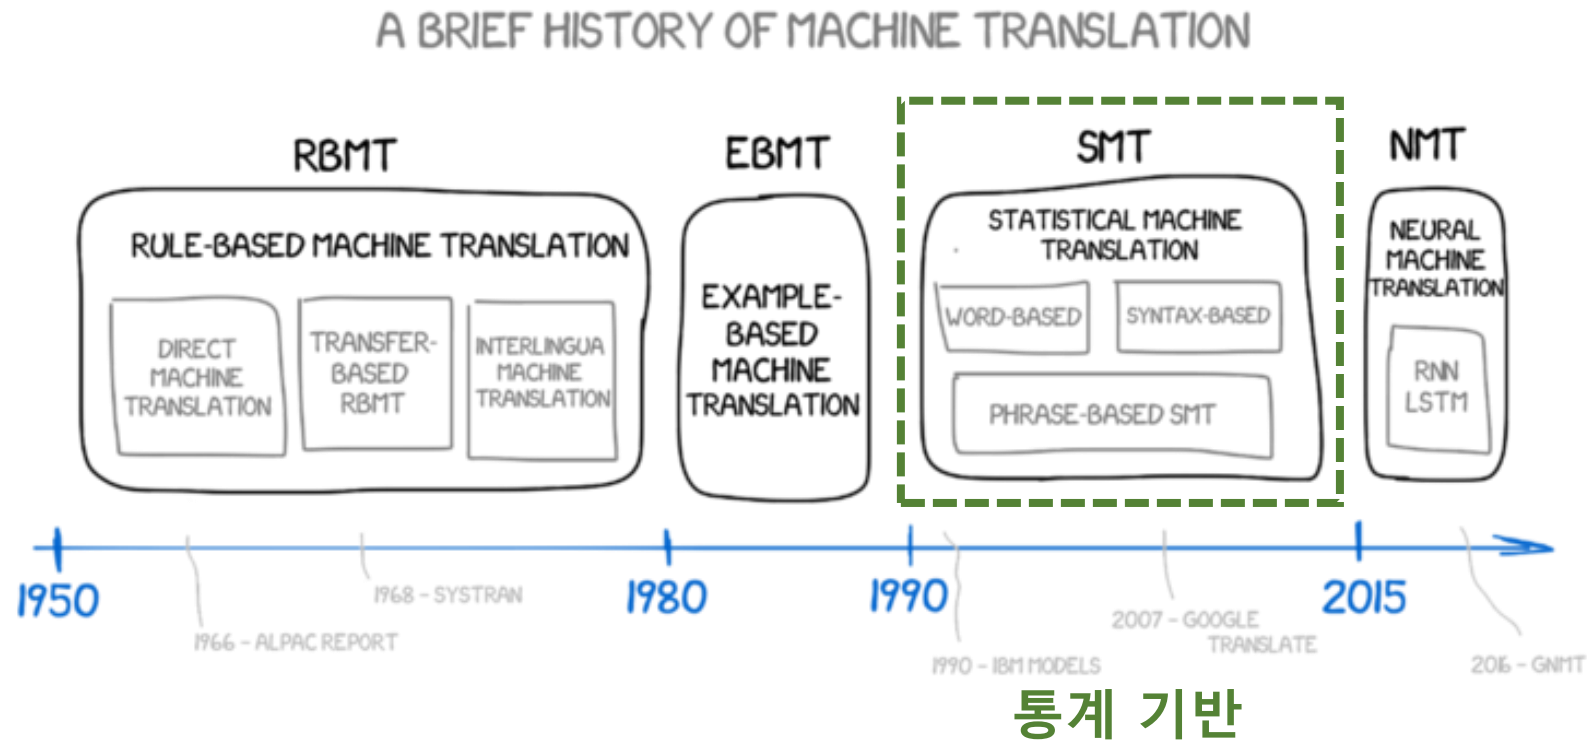 A BRIEF HISTORY OF MACHINE TRANSLATION
RBMT
RULE-BASED MACHINE TRANSLATION
DIRECT
MACHINE
TRANSLATION
TRANSFER-
BASED
RBMT
INTERLINGUA
MACHINE
TRANSLATION
EBMT
EXAMPLE-
BASED
MACHINE
TRANSLATION
SMT
STATISTICAL MACHINE
TRANSLATION
WORD-BASED
SYNTAX-BASED
PHRASE-BASED SMT
NMT
NEURAL
MACHINE
TRANSLATION
RNN
LSTM
1950
1966 - ALPAC REPORT
1968 - SYSTRAN
1980
1990
1990 - IBM MODELS
2007 - GOOGLE
TRANSLATE
2015
2016 - GNMT
통계 기반